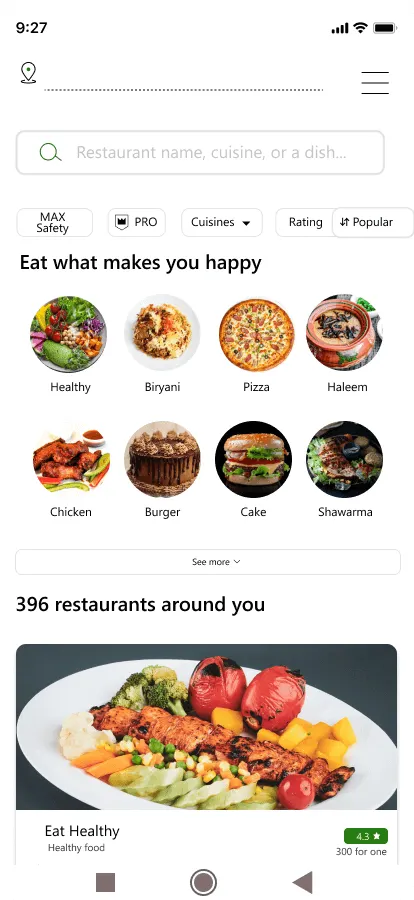 9:27
Restaurant name, cuisine, or a dish...
MAX
Safety
PRO
Cuisines
Rating
Popular
Eat what makes you happy
Healthy
Biryani
Pizza
Haleem
Chicken
Burger
Cake
Shawarma
See more
396 restaurants around you
Eat Healthy
4.3
Healthy food
300 for one